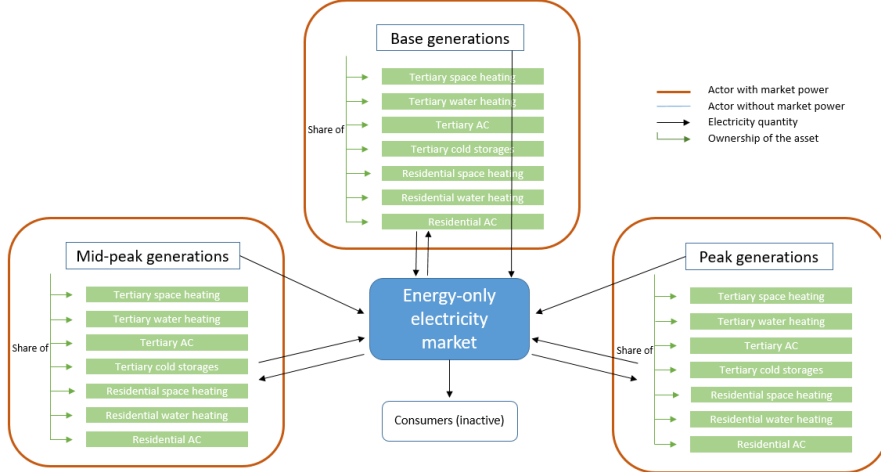 Base generations
Share of
Tertiary space heating
Tertiary water heating
Tertiary AC
Tertiary cold storages
Residential space heating
Residential water heating
Residential AC
Actor with market power
Actor without market power
Electricity quantity
Ownership of the asset
Mid-peak generations
Share of
Tertiary space heating
Tertiary water heating
Tertiary AC
Tertiary cold storages
Residential space heating
Residential water heating
Residential AC
Energy-only
electricity
market
Consumers (inactive)
Peak generations
Share of
Tertiary space heating
Tertiary water heating
Tertiary AC
Tertiary cold storages
Residential space heating
Residential water heating
Residential AC